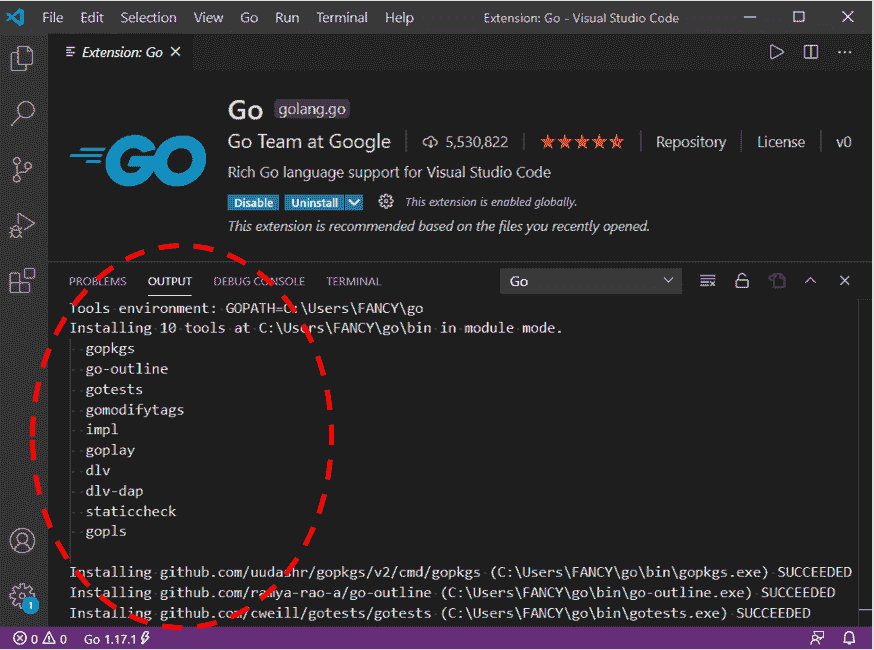 File Edit Selection View Go Run Terminal Help Extension: Go - Visual Studio Code
Extension: Go
Go golang.go
Go Team at Google 5,530,822 Repository License v0
GO
Rich Go language support for Visual Studio Code
Disable Uninstall This extension is enabled globally.
This extension is recommended based on the files you recently opened.
PROBLEMS OUTPUT DEBUG CONSOLE TERMINAL Go
Tools environment: GOPATH=C:\Users\FANCY\go
Installing 10 tools at C:\Users\FANCY\go\bin in module mode.
gopkgs
go-outline
gotests
gomodifytags
impl
goplay
dlv
dlv-dap
staticcheck
gopls
Installing github.com/uudashr/gopkgs/v2/cmd/gopkgs (C:\Users\FANCY\go\bin\gopkgs.exe) SUCCEEDED
Installing github.com/ramya-rao-a/go-outline (C:\Users\FANCY\go\bin\go-outline.exe) SUCCEEDED
Installing github.com/cweill/gotests/gotests (C:\Users\FANCY\go\bin\gotests.exe) SUCCEEDED
1
0 0 Go 1.17.1